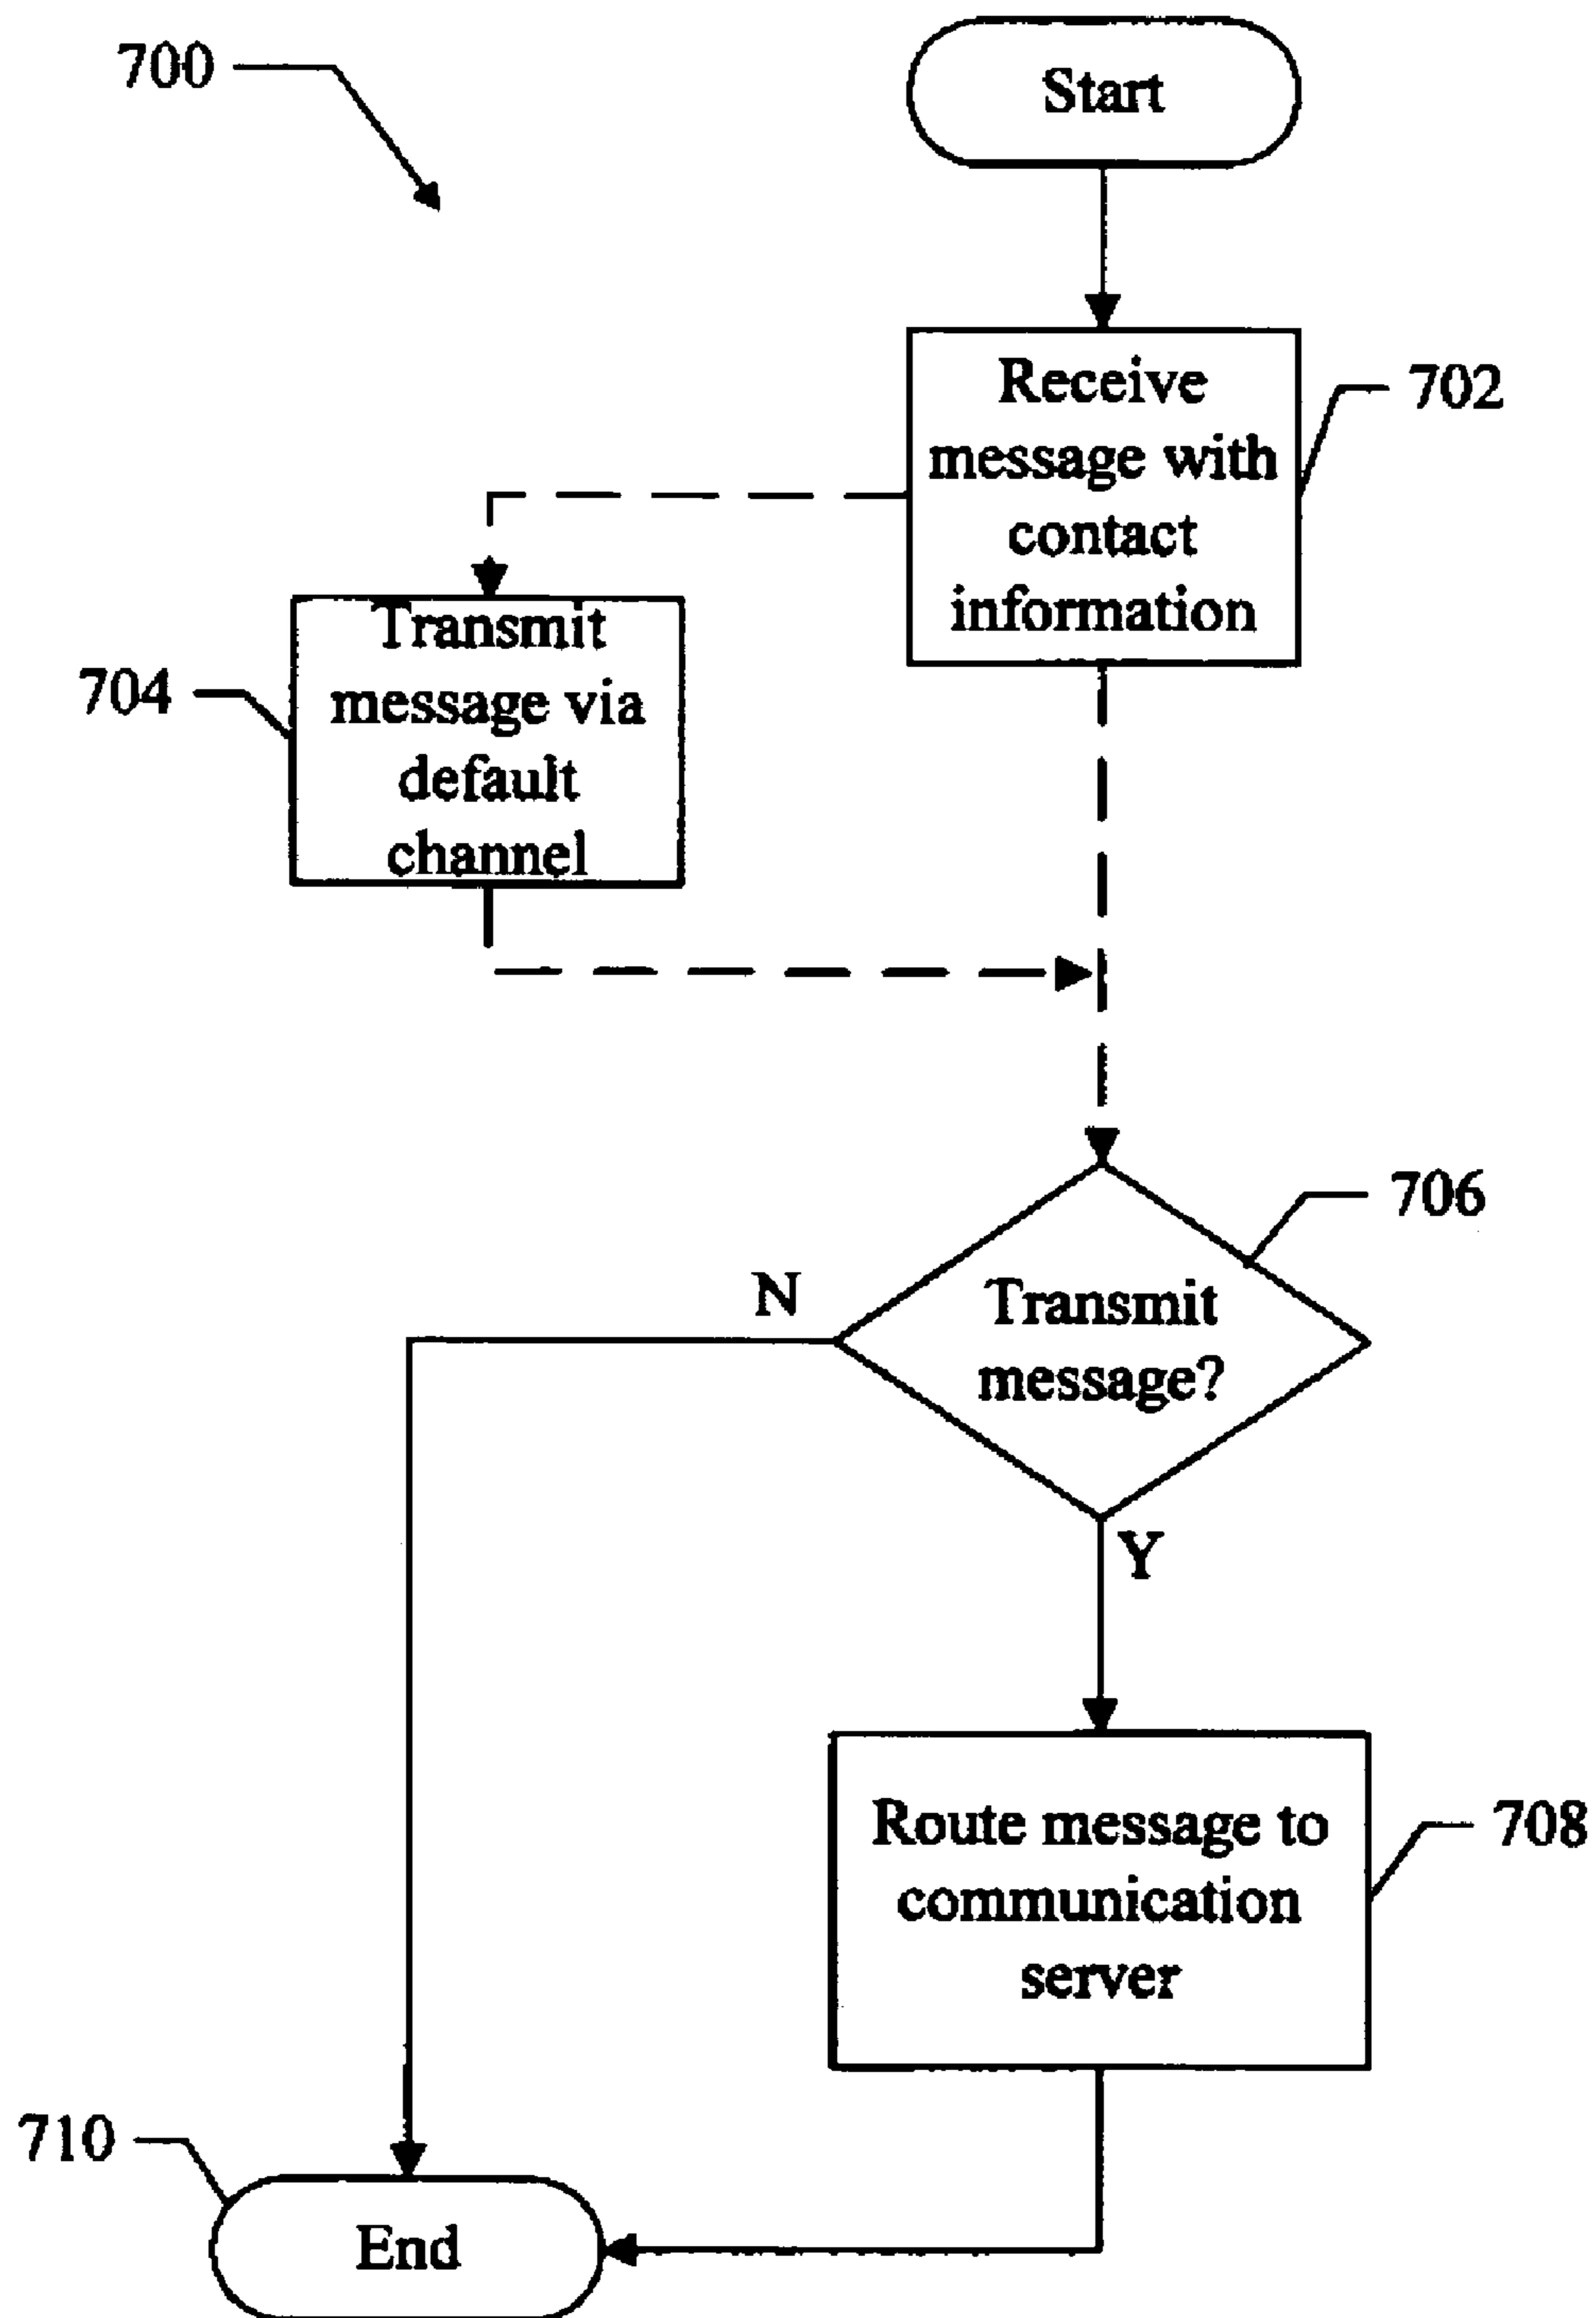 700
Start
Receive
message with
contact
information
702
Transmit
message via
default
channel
704
706
Transmit
message?
N
Y
Route message to
communication
server
708
710
End